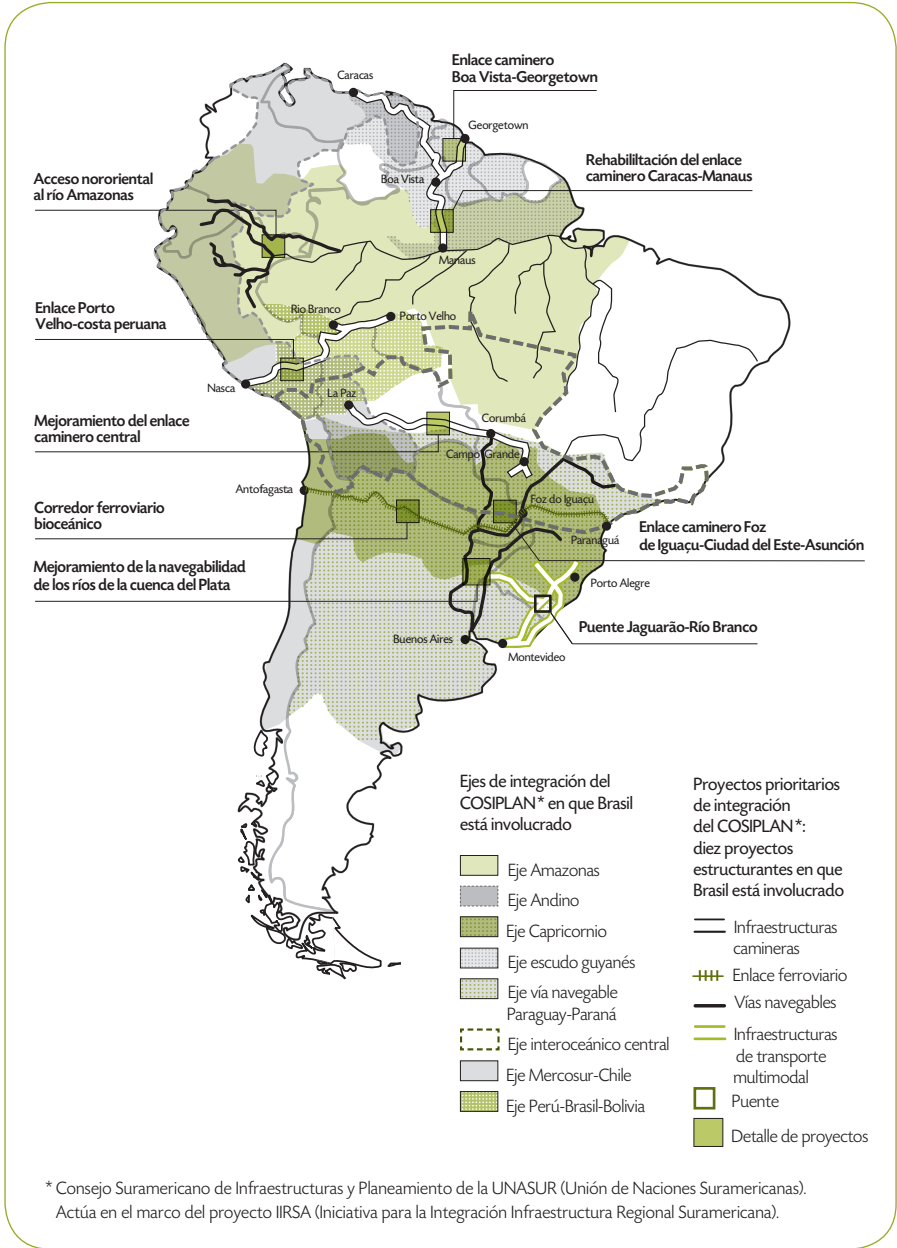 Enlace caminero
Boa Vista-Georgetown
Caracas
Georgetown
Acceso nororiental
al río Amazonas
Boa Vista
Rehabililtación del enlace
caminero Caracas-Manaus
Manaus
Enlace Porto
Velho-costa peruana
Rio Branco
Porto Velho
Nasca
La Paz
Mejoramiento del enlace
caminero central
Corumbá
Campo Grande
Antofagasta
Corredor ferroviario
bioceánico
Foz do Iguaçu
Paranaguá
Enlace caminero Foz
de Iguaçu-Ciudad del Este-Asunción
Mejoramiento de la navegabilidad
de los ríos de la cuenca del Plata
Porto Alegre
Puente Jaguarão-Río Branco
Buenos Aires
Montevideo
Ejes de integración del
COSIPLAN* en que Brasil
está involucrado
Eje Amazonas
Eje Andino
Eje Capricornio
Eje escudo guyanés
Eje vía navegable
Paraguay-Paraná
Eje interoceánico central
Eje Mercosur-Chile
Eje Perú-Brasil-Bolivia
Proyectos prioritarios
de integración
del COSIPLAN*:
diez proyectos
estructurantes en que
Brasil está involucrado
Infraestructuras
camineras
Enlace ferroviario
Vías navegables
Infraestructuras
de transporte
multimodal
Puente
Detalle de proyectos
* Consejo Suramericano de Infraestructuras y Planeamiento de la UNASUR (Unión de Naciones Suramericanas).
Actúa en el marco del proyecto IIRSA (Iniciativa para la Integración Infraestructura Regional Suramericana).